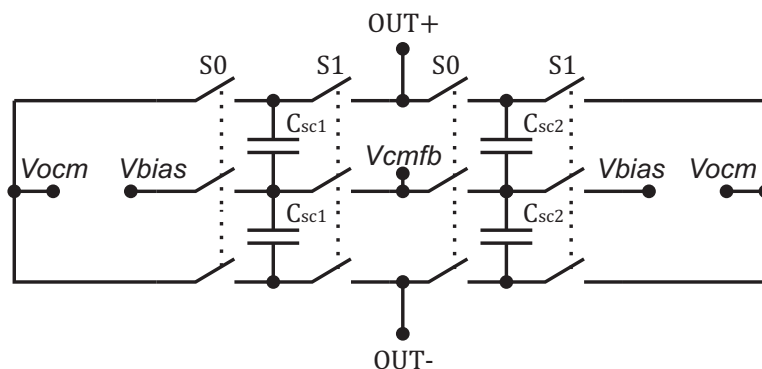 OUT+
S0 S1 S0 S1
Csc1 Csc2
Vocm Vbias Vcmfb Vbias Vocm
Csc1 Csc2
OUT-